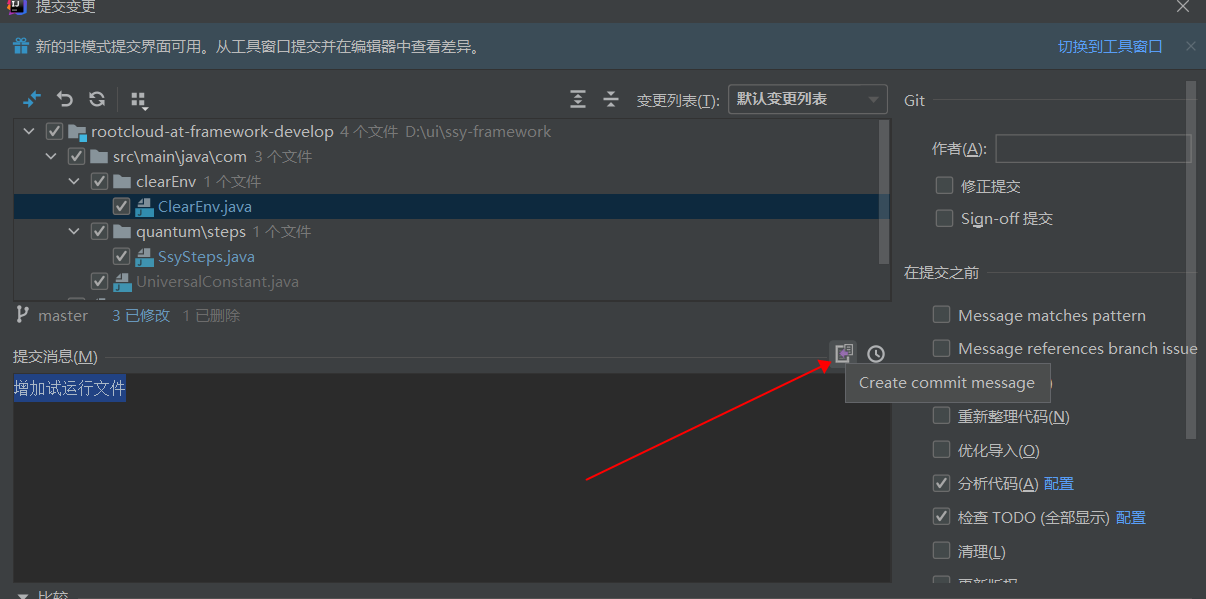 提交变更
新的非模式提交界面可用。从工具窗口提交并在编辑器中查看差异。 切换到工具窗口
变更列表(T): 默认变更列表
rootcloud-at-framework-develop 4 个文件 D:\ui\ssy-framework
src\main\java\com 3 个文件
clearEnv 1 个文件
ClearEnv.java
quantum\steps 1 个文件
SsySteps.java
UniversalConstant.java
master 3 已修改 1 已删除
提交消息(M)
增加试运行文件
Create commit message
Git
作者(A):
修正提交
Sign-off 提交
在提交之前
Message matches pattern
Message references branch issue
重新整理代码(N)
优化导入(O)
分析代码(A) 配置
检查 TODO (全部显示) 配置
清理(L)
更新版权
比较